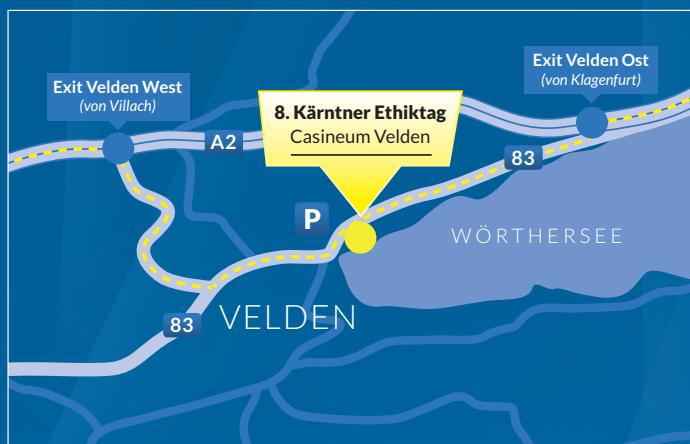 Exit Velden Ost
(von Klagenfurt)
Exit Velden West
(von Villach)
8. Kärntner Ethiktag
Casineum Velden
A2
83
P
WÖRTHERSEE
VELDEN
83